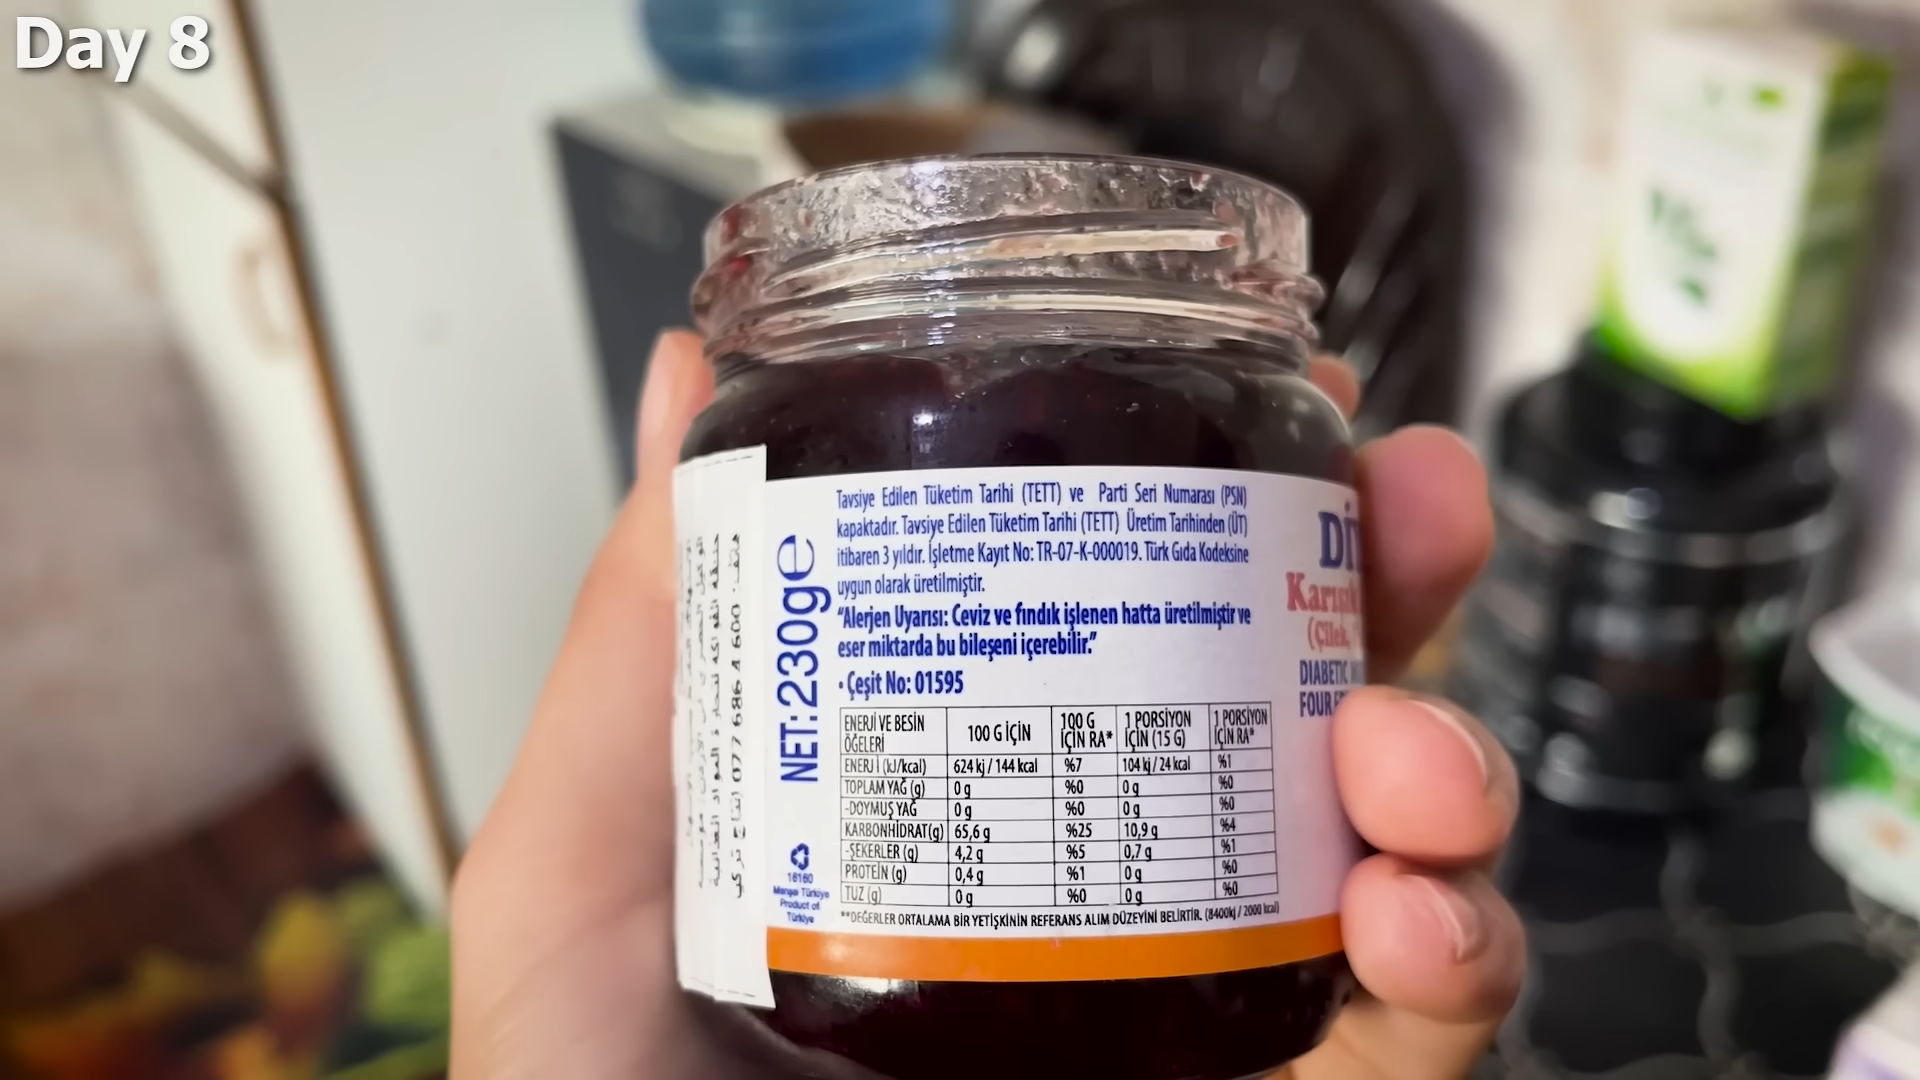 Day 8
Tavsiye Edilen Tüketim Tarihi (TETT) ve Parti Seri Numarası (PSN)
kapaktadır. Tavsiye Edilen Tüketim Tarihi (TETT) Üretim Tarihinden (ÜT)
itibaren 3 yıldır. İşletme Kayıt No: TR-07-K-000019. Türk Gıda Kodeksine
uygun olarak üretilmiştir.
“Alerjen Uyarısı: Ceviz ve fındık işlenen hatta üretilmiştir ve
eser miktarda bu bileşeni içerebilir.”
• Çeşit No: 01595
NET:230g e
ENERJİ VE BESİN ÖĞELERİ 100 G İÇİN 100 G İÇİN RA* 1 PORSİYON İÇİN (15 G) 1 PORSİYON İÇİN RA*
ENERJİ (kJ/kcal) 624 kj / 144 kcal %7 104 kj / 24 kcal %1
TOPLAM YAĞ (g) 0 g %0 0 g %0
-DOYMUŞ YAĞ 0 g %0 0 g %0
KARBONHİDRAT(g) 65,6 g %25 10,9 g %4
-ŞEKERLER (g) 4,2 g %5 0,7 g %1
PROTEİN (g) 0,4 g %1 0 g %0
TUZ (g) 0 g %0 0 g %0
**DEĞERLER ORTALAMA BİR YETİŞKİNİN REFERANS ALIM DÜZEYİNİ BELİRTİR. (8400kj / 2000 kcal)
16160
Menşei Türkiye
Product of
Türkiye
DIABETIC
FOUR
077 686 4 600